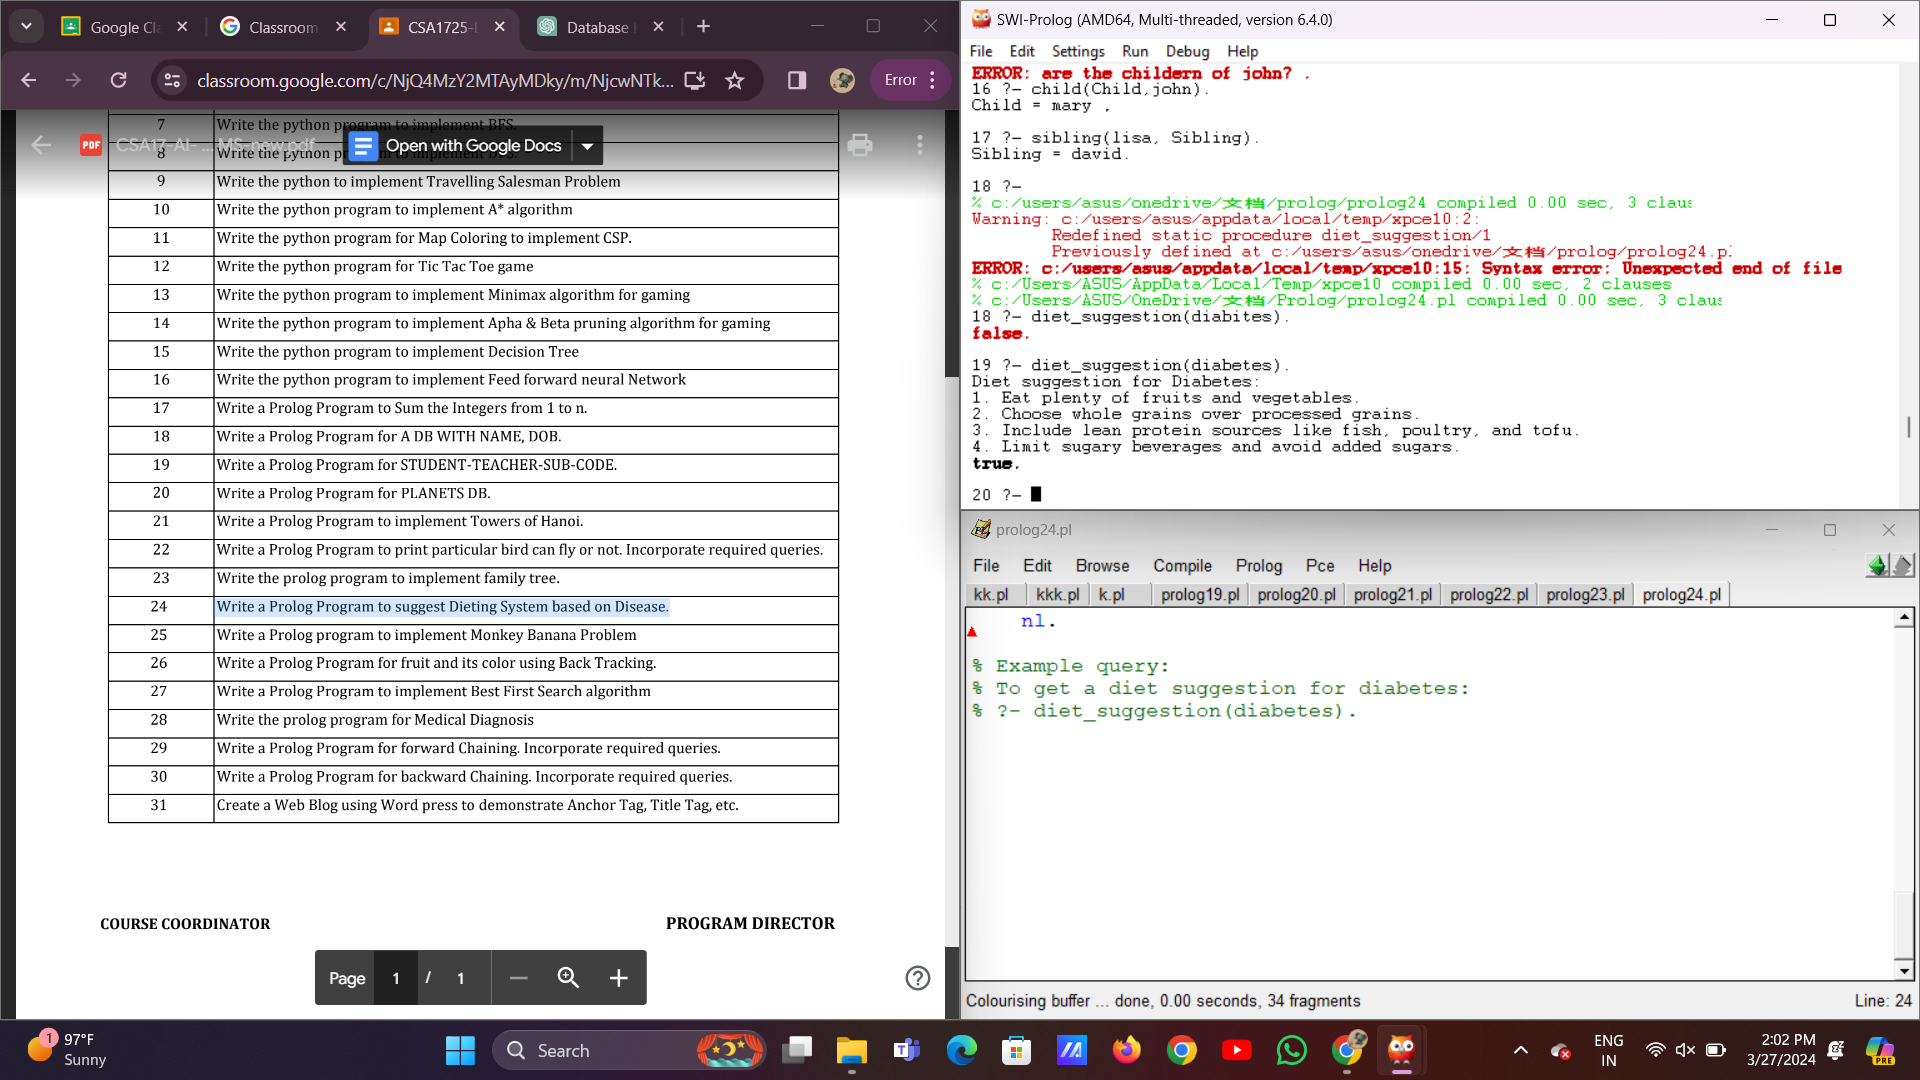 Google Cla
Classroom
CSA1725-L
Database
classroom.google.com/c/NjQ4MzY2MTAyMDky/m/NjcwNTk...
Error
PDF
CSA17-AI- ... MS-new.pdf
Open with Google Docs
7 Write the python program to implement BFS.
8 Write the python program to implement DFS.
9 Write the python to implement Travelling Salesman Problem
10 Write the python program to implement A* algorithm
11 Write the python program for Map Coloring to implement CSP.
12 Write the python program for Tic Tac Toe game
13 Write the python program to implement Minimax algorithm for gaming
14 Write the python program to implement Apha & Beta pruning algorithm for gaming
15 Write the python program to implement Decision Tree
16 Write the python program to implement Feed forward neural Network
17 Write a Prolog Program to Sum the Integers from 1 to n.
18 Write a Prolog Program for A DB WITH NAME, DOB.
19 Write a Prolog Program for STUDENT-TEACHER-SUB-CODE.
20 Write a Prolog Program for PLANETS DB.
21 Write a Prolog Program to implement Towers of Hanoi.
22 Write a Prolog Program to print particular bird can fly or not. Incorporate required queries.
23 Write the prolog program to implement family tree.
24 Write a Prolog Program to suggest Dieting System based on Disease.
25 Write a Prolog program to implement Monkey Banana Problem
26 Write a Prolog Program for fruit and its color using Back Tracking.
27 Write a Prolog Program to implement Best First Search algorithm
28 Write the prolog program for Medical Diagnosis
29 Write a Prolog Program for forward Chaining. Incorporate required queries.
30 Write a Prolog Program for backward Chaining. Incorporate required queries.
31 Create a Web Blog using Word press to demonstrate Anchor Tag, Title Tag, etc.
COURSE COORDINATOR PROGRAM DIRECTOR
Page 1 / 1
SWI-Prolog (AMD64, Multi-threaded, version 6.4.0)
File Edit Settings Run Debug Help
ERROR: are the childern of john? .
16 ?- child(Child,john).
Child = mary .
17 ?- sibling(lisa, Sibling).
Sibling = david.
18 ?-
% c:/users/asus/onedrive/文档/prolog/prolog24 compiled 0.00 sec, 3 claus
Warning: c:/users/asus/appdata/local/temp/xpce10:2:
Redefined static procedure diet_suggestion/1
Previously defined at c:/users/asus/onedrive/文档/prolog/prolog24.pl
ERROR: c:/users/asus/appdata/local/temp/xpce10:15: Syntax error: Unexpected end of file
% c:/Users/ASUS/AppData/Local/Temp/xpce10 compiled 0.00 sec, 2 clauses
% c:/Users/ASUS/OneDrive/文档/Prolog/prolog24.pl compiled 0.00 sec, 3 claus
18 ?- diet_suggestion(diabites).
false.
19 ?- diet_suggestion(diabetes).
Diet suggestion for Diabetes:
1. Eat plenty of fruits and vegetables.
2. Choose whole grains over processed grains.
3. Include lean protein sources like fish, poultry, and tofu.
4. Limit sugary beverages and avoid added sugars.
true.
20 ?-
prolog24.pl
File Edit Browse Compile Prolog Pce Help
kk.pl kkk.pl k.pl prolog19.pl prolog20.pl prolog21.pl prolog22.pl prolog23.pl prolog24.pl
nl.
% Example query:
% To get a diet suggestion for diabetes:
% ?- diet_suggestion(diabetes).
Colourising buffer ... done, 0.00 seconds, 34 fragments Line: 24
1
97°F
Sunny
Search
ENG
IN
2:02 PM
3/27/2024
PRE